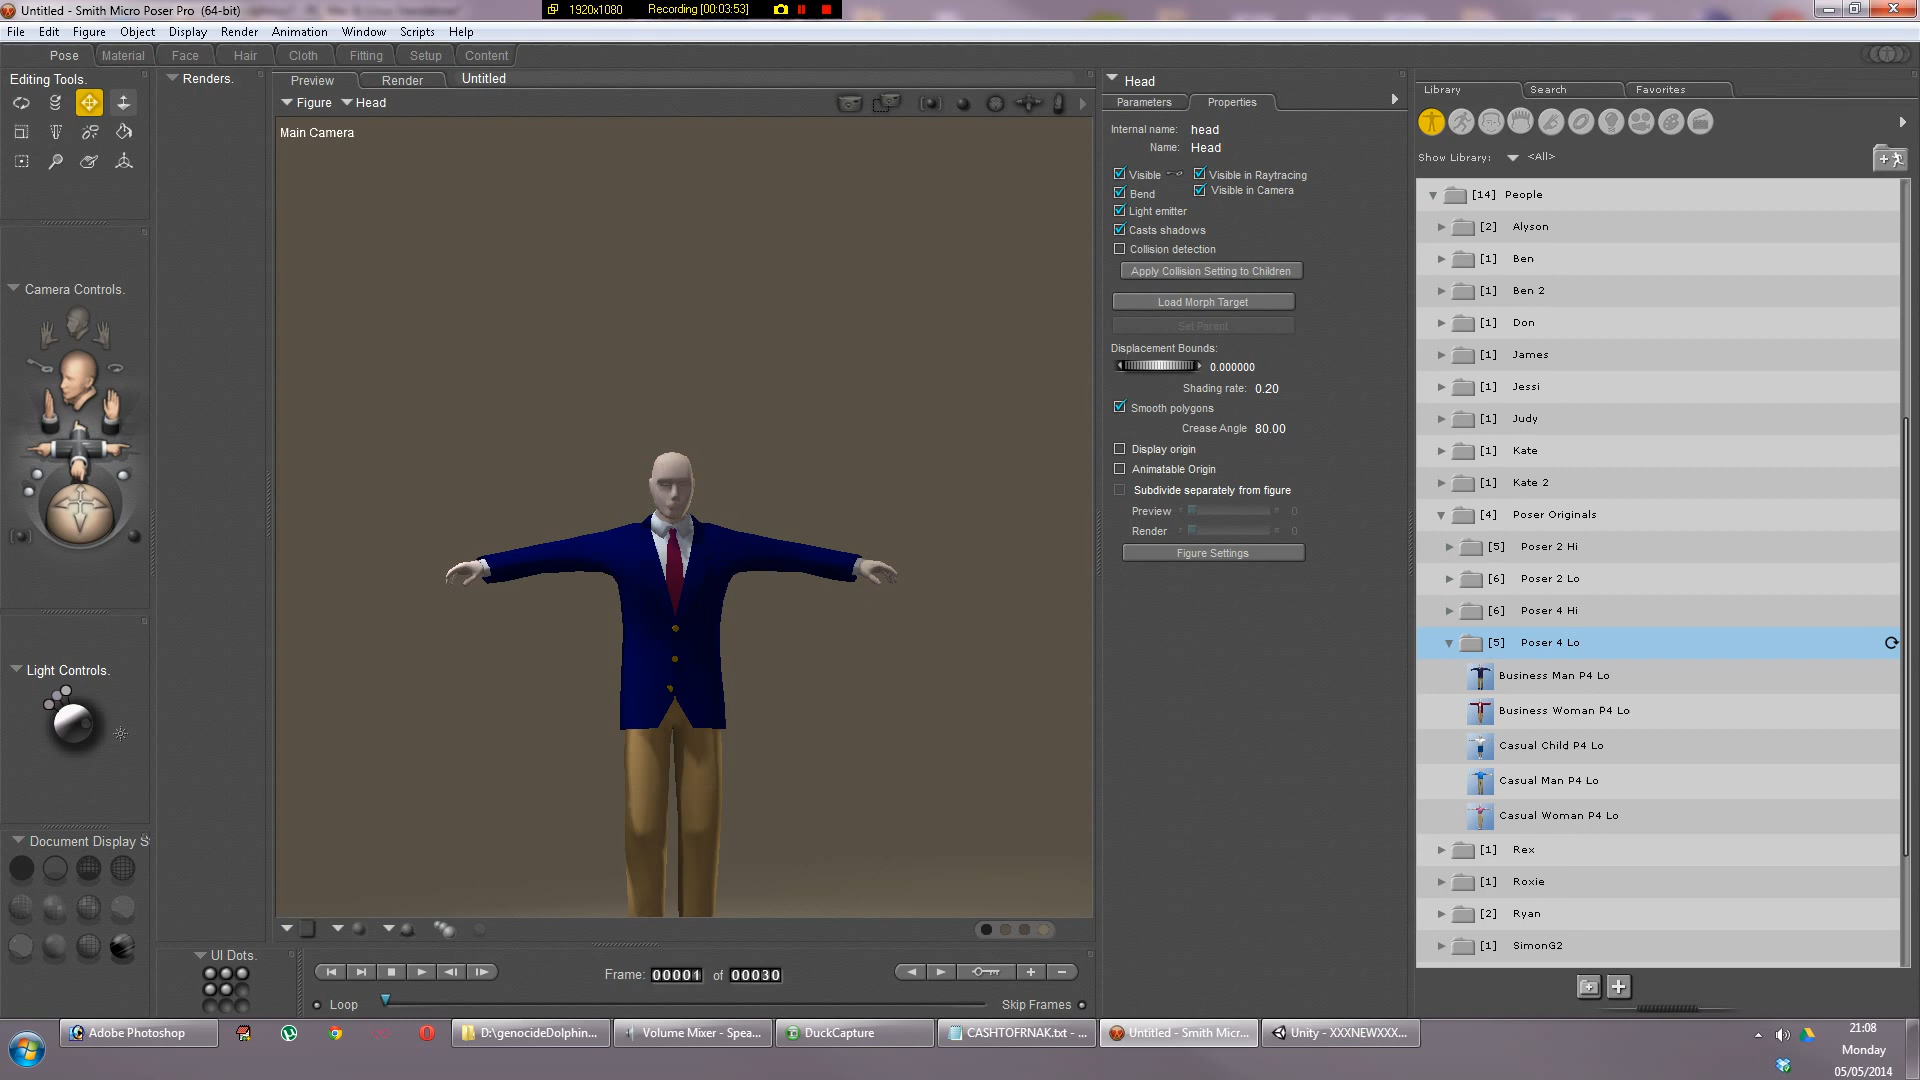 Untitled - Smith Micro Poser Pro (64-bit)
1920x1080 Recording [00:03:53]
File Edit Figure Object Display Render Animation Window Scripts Help
Pose Material Face Hair Cloth Fitting Setup Content
Editing Tools.
Renders.
Preview Render Untitled
Figure Head
Main Camera
Camera Controls.
Light Controls.
Document Display S
UI Dots.
Frame: 00001 of 00030
Loop
Skip Frames
Head
Parameters Properties
Internal name: head
Name: Head
Visible Visible in Raytracing
Bend Visible in Camera
Light emitter
Casts shadows
Collision detection
Apply Collision Setting to Children
Load Morph Target
Set Parent
Displacement Bounds:
0.000000
Shading rate: 0.20
Smooth polygons
Crease Angle 80.00
Display origin
Animatable Origin
Subdivide separately from figure
Preview 0
Render 0
Figure Settings
Library Search Favorites
Show Library: <All>
[14] People
[2] Alyson
[1] Ben
[1] Ben 2
[1] Don
[1] James
[1] Jessi
[1] Judy
[1] Kate
[1] Kate 2
[4] Poser Originals
[5] Poser 2 Hi
[6] Poser 2 Lo
[6] Poser 4 Hi
[5] Poser 4 Lo
Business Man P4 Lo
Business Woman P4 Lo
Casual Child P4 Lo
Casual Man P4 Lo
Casual Woman P4 Lo
[1] Rex
[1] Roxie
[2] Ryan
[1] SimonG2
Adobe Photoshop
D:\genocideDolphin...
Volume Mixer - Spea...
DuckCapture
CASHTOFRNAK.txt - ...
Untitled - Smith Micr...
Unity - XXXNEWXXX...
21:08
Monday
05/05/2014